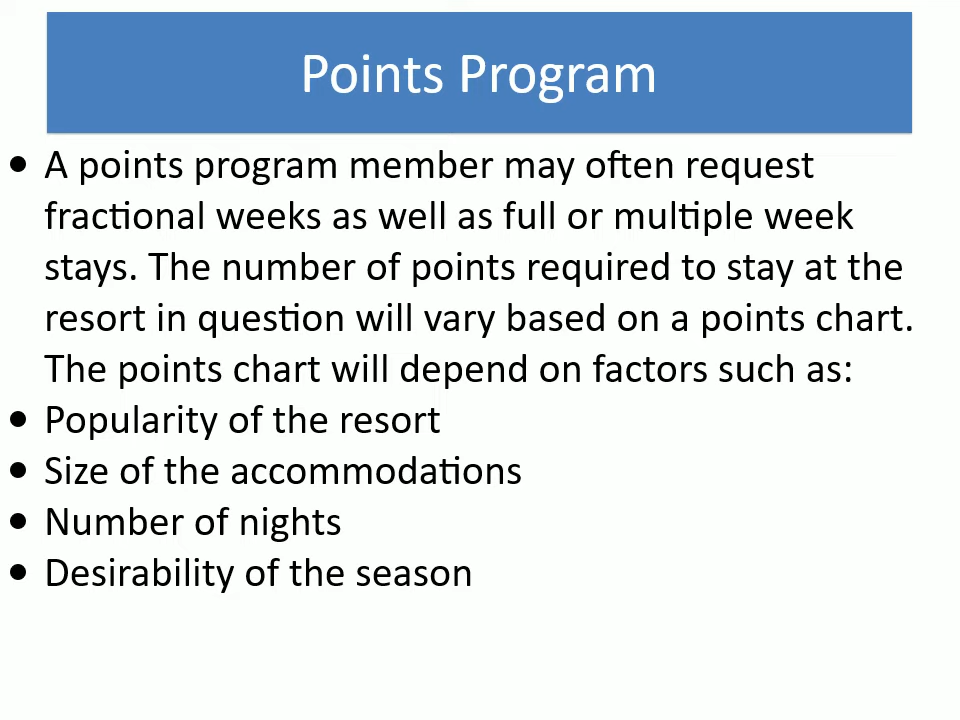 Points Program
• A points program member may often request
fractional weeks as well as full or multiple week
stays. The number of points required to stay at the
resort in question will vary based on a points chart.
The points chart will depend on factors such as:
• Popularity of the resort
• Size of the accommodations
• Number of nights
• Desirability of the season